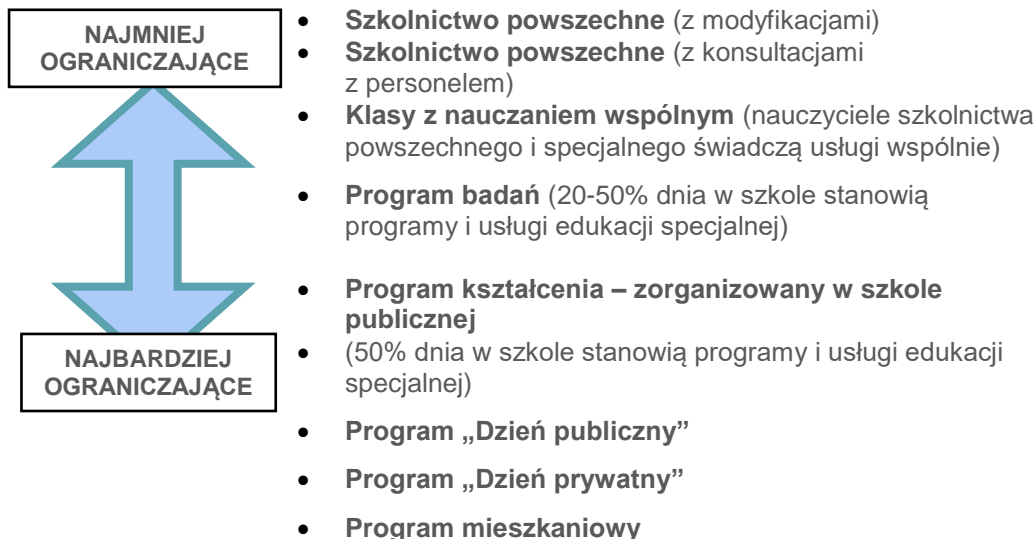 NAJMNIEJ
OGRANICZAJĄCE
• Szkolnictwo powszechne (z modyfikacjami)
• Szkolnictwo powszechne (z konsultacjami
z personelem)
• Klasy z nauczaniem wspólnym (nauczyciele szkolnictwa
powszechnego i specjalnego świadczą usługi wspólnie)
• Program badań (20-50% dnia w szkole stanowią
programy i usługi edukacji specjalnej)
• Program kształcenia – zorganizowany w szkole
publicznej
NAJBARDZIEJ
OGRANICZAJĄCE
• (50% dnia w szkole stanowią programy i usługi edukacji
specjalnej)
• Program „Dzień publiczny”
• Program „Dzień prywatny”
• Program mieszkaniowy